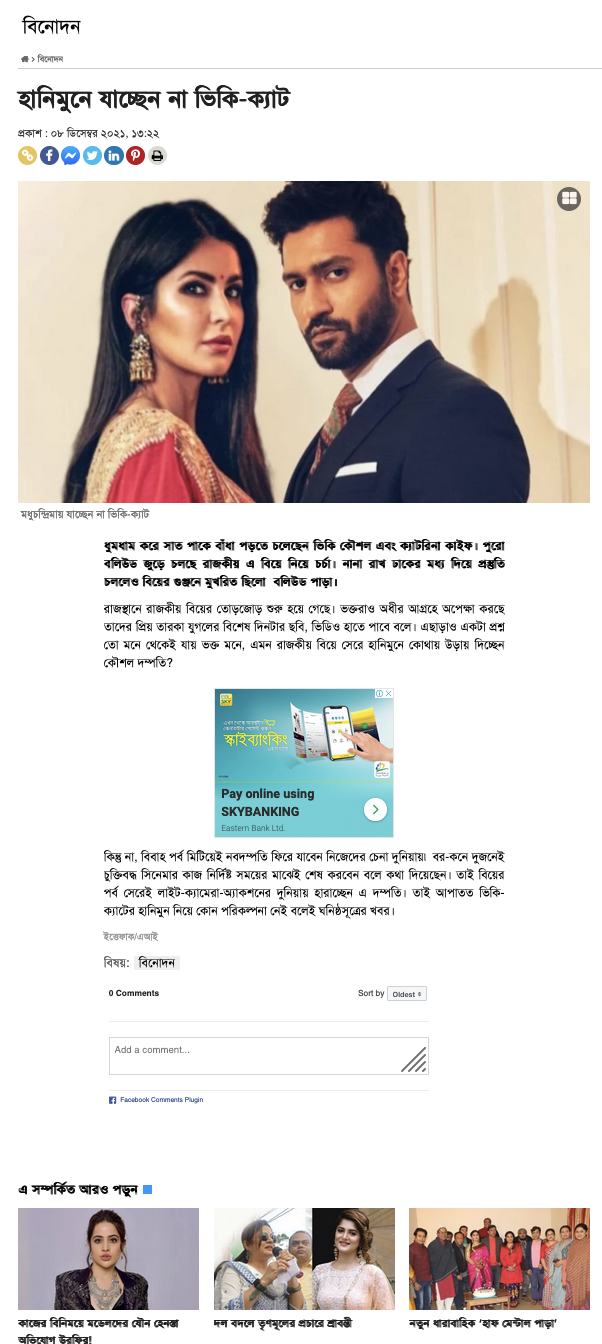 বিনোদন
> বিনোদন
হানিমুনে যাচ্ছেন না ভিকি-ক্যাট
প্রকাশ : ০৮ ডিসেম্বর ২০২১, ১৩:২২
মধুচন্দ্রিমায় যাচ্ছেন না ভিকি-ক্যাট
ধুমধাম করে সাত পাকে বাঁধা পড়তে চলেছেন ভিকি কৌশল এবং ক্যাটরিনা কাইফ। পুরো
বলিউড জুড়ে চলছে রাজকীয় এ বিয়ে নিয়ে চর্চা। নানা রাখ ঢাকের মধ্য দিয়ে প্রস্তুতি
চললেও বিয়ের গুঞ্জনে মুখরিত ছিলো বলিউড পাড়া।
রাজস্থানে রাজকীয় বিয়ের তোড়জোড় শুরু হয়ে গেছে। ভক্তরাও অধীর আগ্রহে অপেক্ষা করছে
তাদের প্রিয় তারকা যুগলের বিশেষ দিনটার ছবি, ভিডিও হাতে পাবে বলে। এছাড়াও একটা প্রশ্ন
তো মনে থেকেই যায় ভক্ত মনে, এমন রাজকীয় বিয়ে সেরে হানিমুনে কোথায় উড়ায় দিচ্ছেন
কৌশল দম্পতি?
স্কাইব্যাংকিং
Pay online using
SKYBANKING
Eastern Bank Ltd.
কিন্তু না, বিবাহ পর্ব মিটিয়েই নবদম্পতি ফিরে যাবেন নিজেদের চেনা দুনিয়ায়৷ বর-কনে দুজনেই
চুক্তিবদ্ধ সিনেমার কাজ নির্দিষ্ট সময়ের মাঝেই শেষ করবেন বলে কথা দিয়েছেন। তাই বিয়ের
পর্ব সেরেই লাইট-ক্যামেরা-অ্যাকশনের দুনিয়ায় হারাচ্ছেন এ দম্পতি। তাই আপাতত ভিকি-
ক্যাটের হানিমুন নিয়ে কোন পরিকল্পনা নেই বলেই ঘনিষ্ঠসূত্রের খবর।
ইত্তেফাক/এআই
বিষয়: বিনোদন
0 Comments Sort by Oldest
Add a comment...
Facebook Comments Plugin
এ সম্পর্কিত আরও পড়ুন
কাজের বিনিময়ে মডেলদের যৌন হেনস্তা
অভিযোগ উরফির!
দল বদলে তৃণমূলের প্রচারে শ্রাবন্তী
নতুন ধারাবাহিক ‘হাফ মেন্টাল পাড়া’